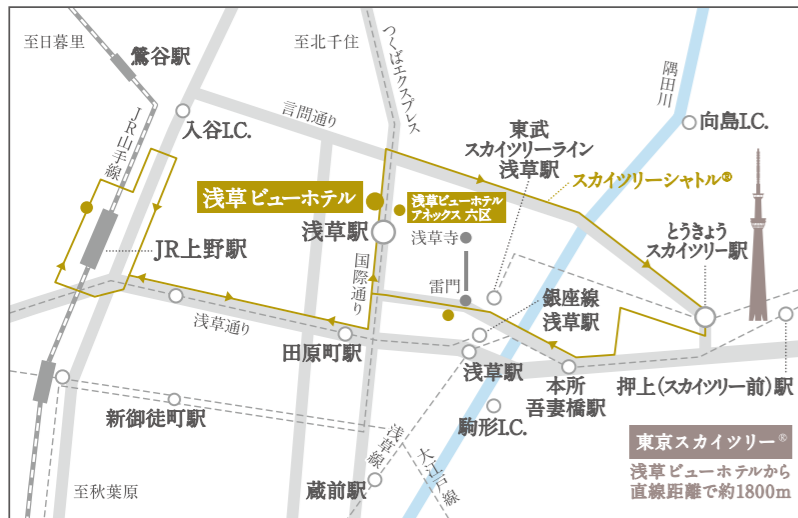 至日暮里
鶯谷駅
至北千住
つくばエクスプレス
隅田川
JR山手線
入谷I.C.
言問通り
東武
スカイツリーライン
浅草駅
向島I.C.
スカイツリーシャトル®
浅草ビューホテル
浅草ビューホテル
アネックス 六区
浅草駅
浅草寺
とうきょう
スカイツリー駅
JR上野駅
国際通り
雷門
銀座線
浅草駅
浅草通り
田原町駅
浅草駅
本所
吾妻橋駅
押上(スカイツリー前)駅
新御徒町駅
駒形I.C.
浅草線
大江戸線
蔵前駅
至秋葉原
東京スカイツリー®
浅草ビューホテルから
直線距離で約1800m